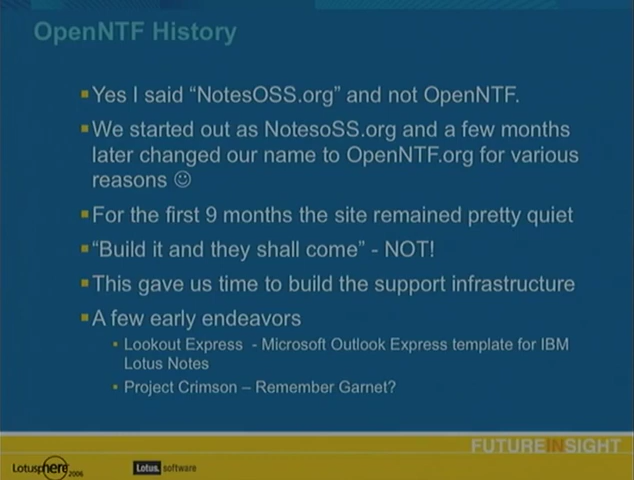 OpenNTF History
▪Yes I said “NotesOSS.org” and not OpenNTF.
▪We started out as NotesoSS.org and a few months
later changed our name to OpenNTF.org for various
reasons ☺
▪For the first 9 months the site remained pretty quiet
▪“Build it and they shall come” - NOT!
▪This gave us time to build the support infrastructure
▪A few early endeavors
▪ Lookout Express - Microsoft Outlook Express template for IBM
Lotus Notes
▪ Project Crimson – Remember Garnet?
FUTUREINSIGHT
Lotusphere 2006
Lotus. software